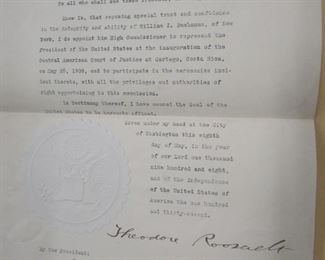 To all who shall see these presents,
Know Ye, that reposing special trust and confidence
in the integrity and ability of William I. Buchanan, of New
York, I do appoint him High Commissioner to represent the
President of the United States at the inauguration of the
Central American Court of Justice at Cartago, Costa Rica,
on May 25, 1908, and to participate in the ceremonies inci-
dent thereto, with all the privileges and authorities of
right appertaining to this commission.
In testimony whereof, I have caused the Seal of the
United States to be hereunto affixed.
Given under my hand at the City
of Washington this eighth
day of May, in the year
of our Lord one thousand
nine hundred and eight,
and of the Independence
of the United States of
America the one hundred
and thirty-second.
Theodore Roosevelt
By the President: